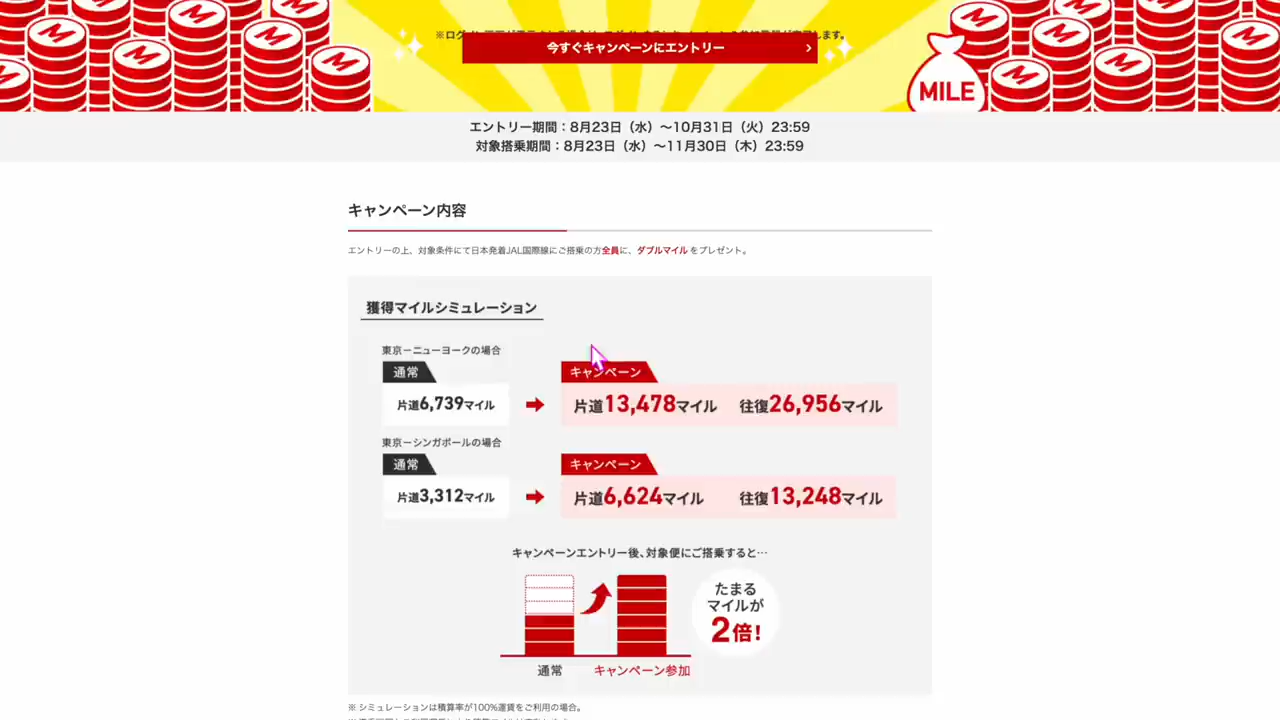 今すぐキャンペーンにエントリー
MILE
エントリー期間：8月23日（水）〜10月31日（火）23:59
対象搭乗期間：8月23日（水）〜11月30日（木）23:59
キャンペーン内容
エントリーの上、対象条件にて日本発着JAL国際線にご搭乗の方全員に、ダブルマイル をプレゼント。
獲得マイルシミュレーション
東京ーニューヨークの場合
通常
キャンペーン
片道6,739マイル
片道13,478マイル 往復26,956マイル
東京ーシンガポールの場合
通常
キャンペーン
片道3,312マイル
片道6,624マイル 往復13,248マイル
キャンペーンエントリー後、対象便にご搭乗すると…
たまる
マイルが
2倍!
通常
キャンペーン参加
※ シミュレーションは積算率が100%運賃をご利用の場合。